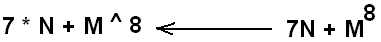 7 * N + M ^ 8 7N + M⁸